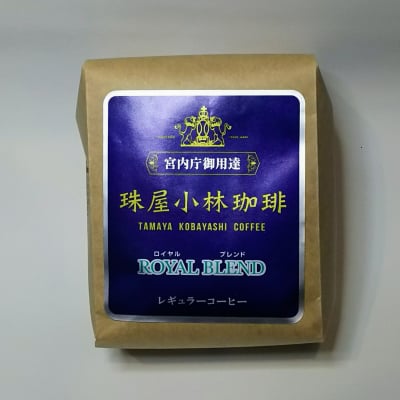 宮内庁御用達
珠屋小林珈琲
TAMAYA KOBAYASHI COFFEE
ロイヤル ブレンド
ROYAL BLEND
レギュラーコーヒー